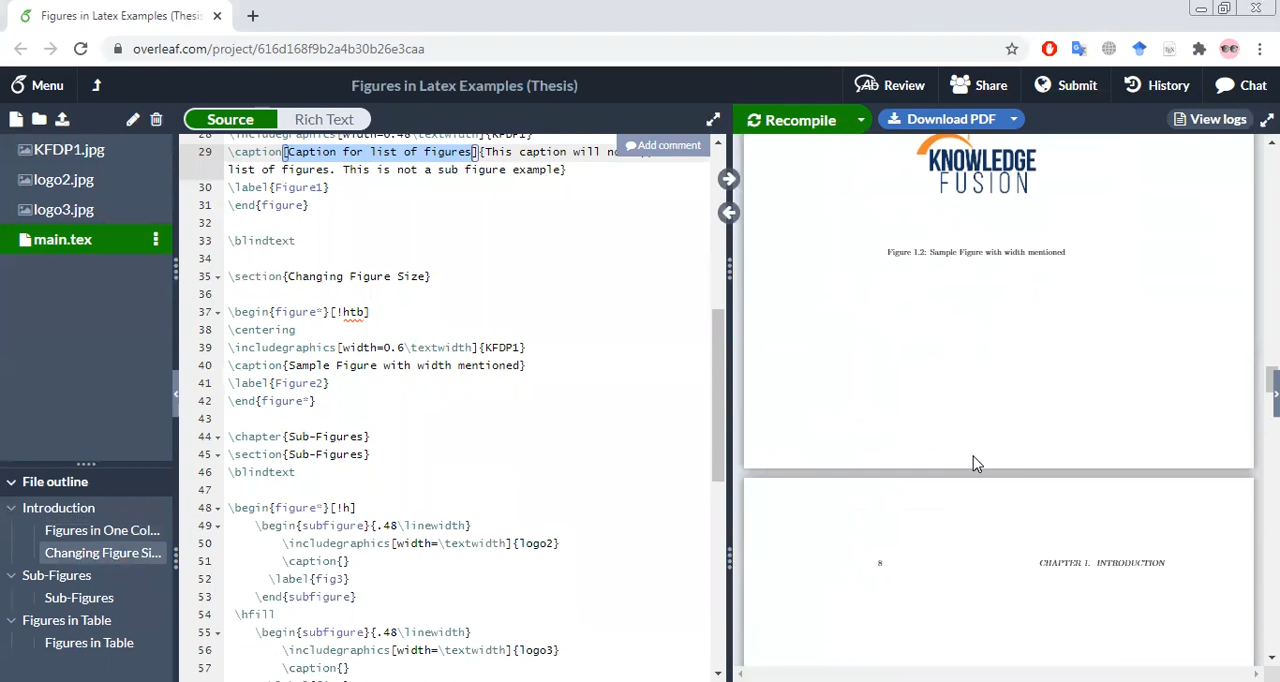 Figures in Latex Examples (Thesis
overleaf.com/project/616d168f9b2a4b30b26e3caa
Menu
Figures in Latex Examples (Thesis)
Review
Share
Submit
History
Chat
Source
Rich Text
Recompile
Download PDF
View logs
KFDP1.jpg
logo2.jpg
logo3.jpg
main.tex
File outline
Introduction
Figures in One Col...
Changing Figure Si...
Sub-Figures
Sub-Figures
Figures in Table
Figures in Table
28 \includegraphics[width=0.48\textwidth]{KFDP1}
Add comment
29 \caption[Caption for list of figures]{This caption will no
list of figures. This is not a sub figure example}
30 \label{Figure1}
31 \end{figure}
32
33 \blindtext
34
35 \section{Changing Figure Size}
36
37 \begin{figure*}[!htb]
38 \centering
39 \includegraphics[width=0.6\textwidth]{KFDP1}
40 \caption{Sample Figure with width mentioned}
41 \label{Figure2}
42 \end{figure*}
43
44 \chapter{Sub-Figures}
45 \section{Sub-Figures}
46 \blindtext
47
48 \begin{figure*}[!h]
49 \begin{subfigure}{.48\linewidth}
50 \includegraphics[width=\textwidth]{logo2}
51 \caption{}
52 \label{fig3}
53 \end{subfigure}
54 \hfill
55 \begin{subfigure}{.48\linewidth}
56 \includegraphics[width=\textwidth]{logo3}
57 \caption{}
KNOWLEDGE
FUSION
Figure 1.2: Sample Figure with width mentioned
8 CHAPTER 1. INTRODUCTION